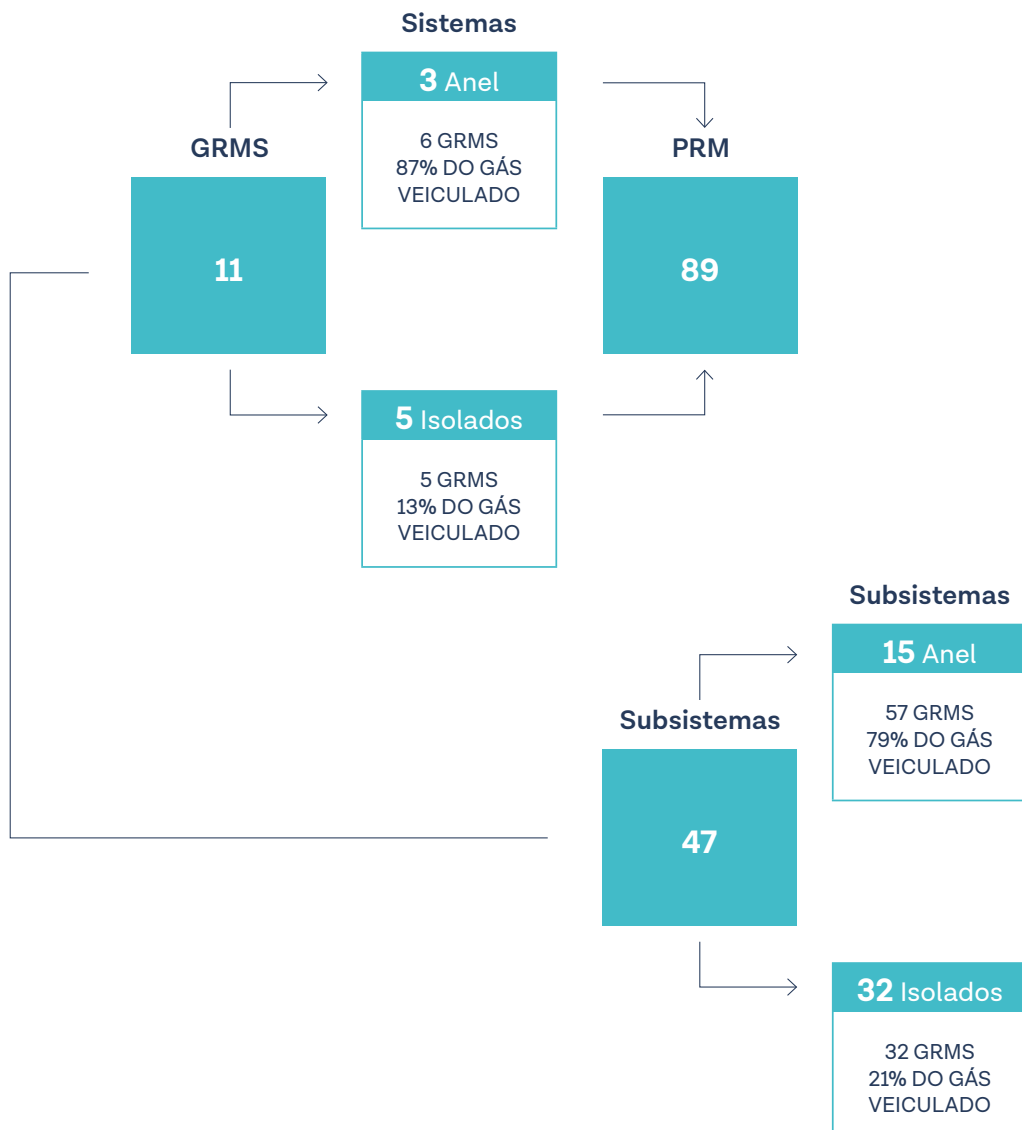 Sistemas
3 Anel
6 GRMS
87% DO GÁS
VEICULADO
GRMS
11
PRM
89
5 Isolados
5 GRMS
13% DO GÁS
VEICULADO
Subsistemas
47
Subsistemas
15 Anel
57 GRMS
79% DO GÁS
VEICULADO
32 Isolados
32 GRMS
21% DO GÁS
VEICULADO